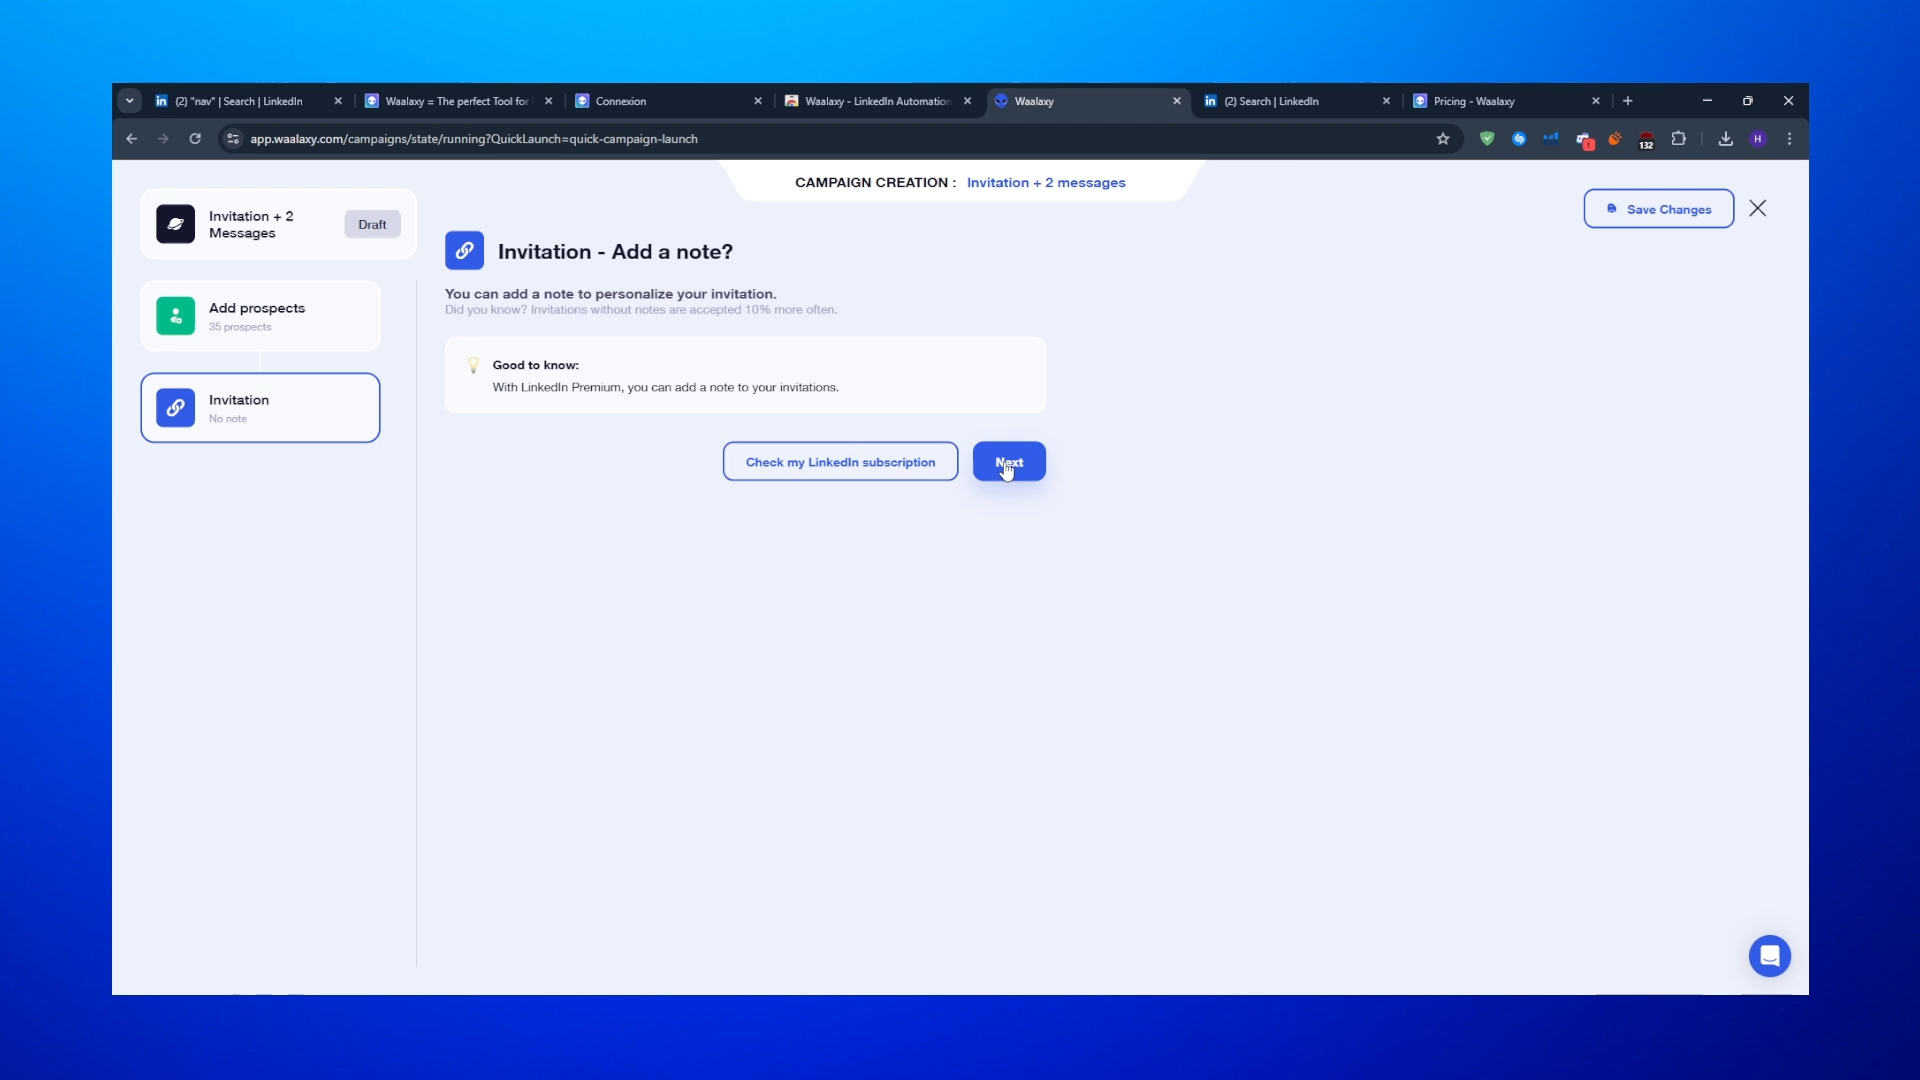 (2) "nav" | Search | LinkedIn
Waalaxy = The perfect Tool for
Connexion
Waalaxy - LinkedIn Automation
Waalaxy
(2) Search | LinkedIn
Pricing - Waalaxy
app.waalaxy.com/campaigns/state/running?QuickLaunch=quick-campaign-launch
132
H
CAMPAIGN CREATION : Invitation + 2 messages
Save Changes
Invitation + 2
Messages
Draft
Add prospects
35 prospects
Invitation
No note
Invitation - Add a note?
You can add a note to personalize your invitation.
Did you know? Invitations without notes are accepted 10% more often.
Good to know:
With LinkedIn Premium, you can add a note to your invitations.
Check my LinkedIn subscription
Next